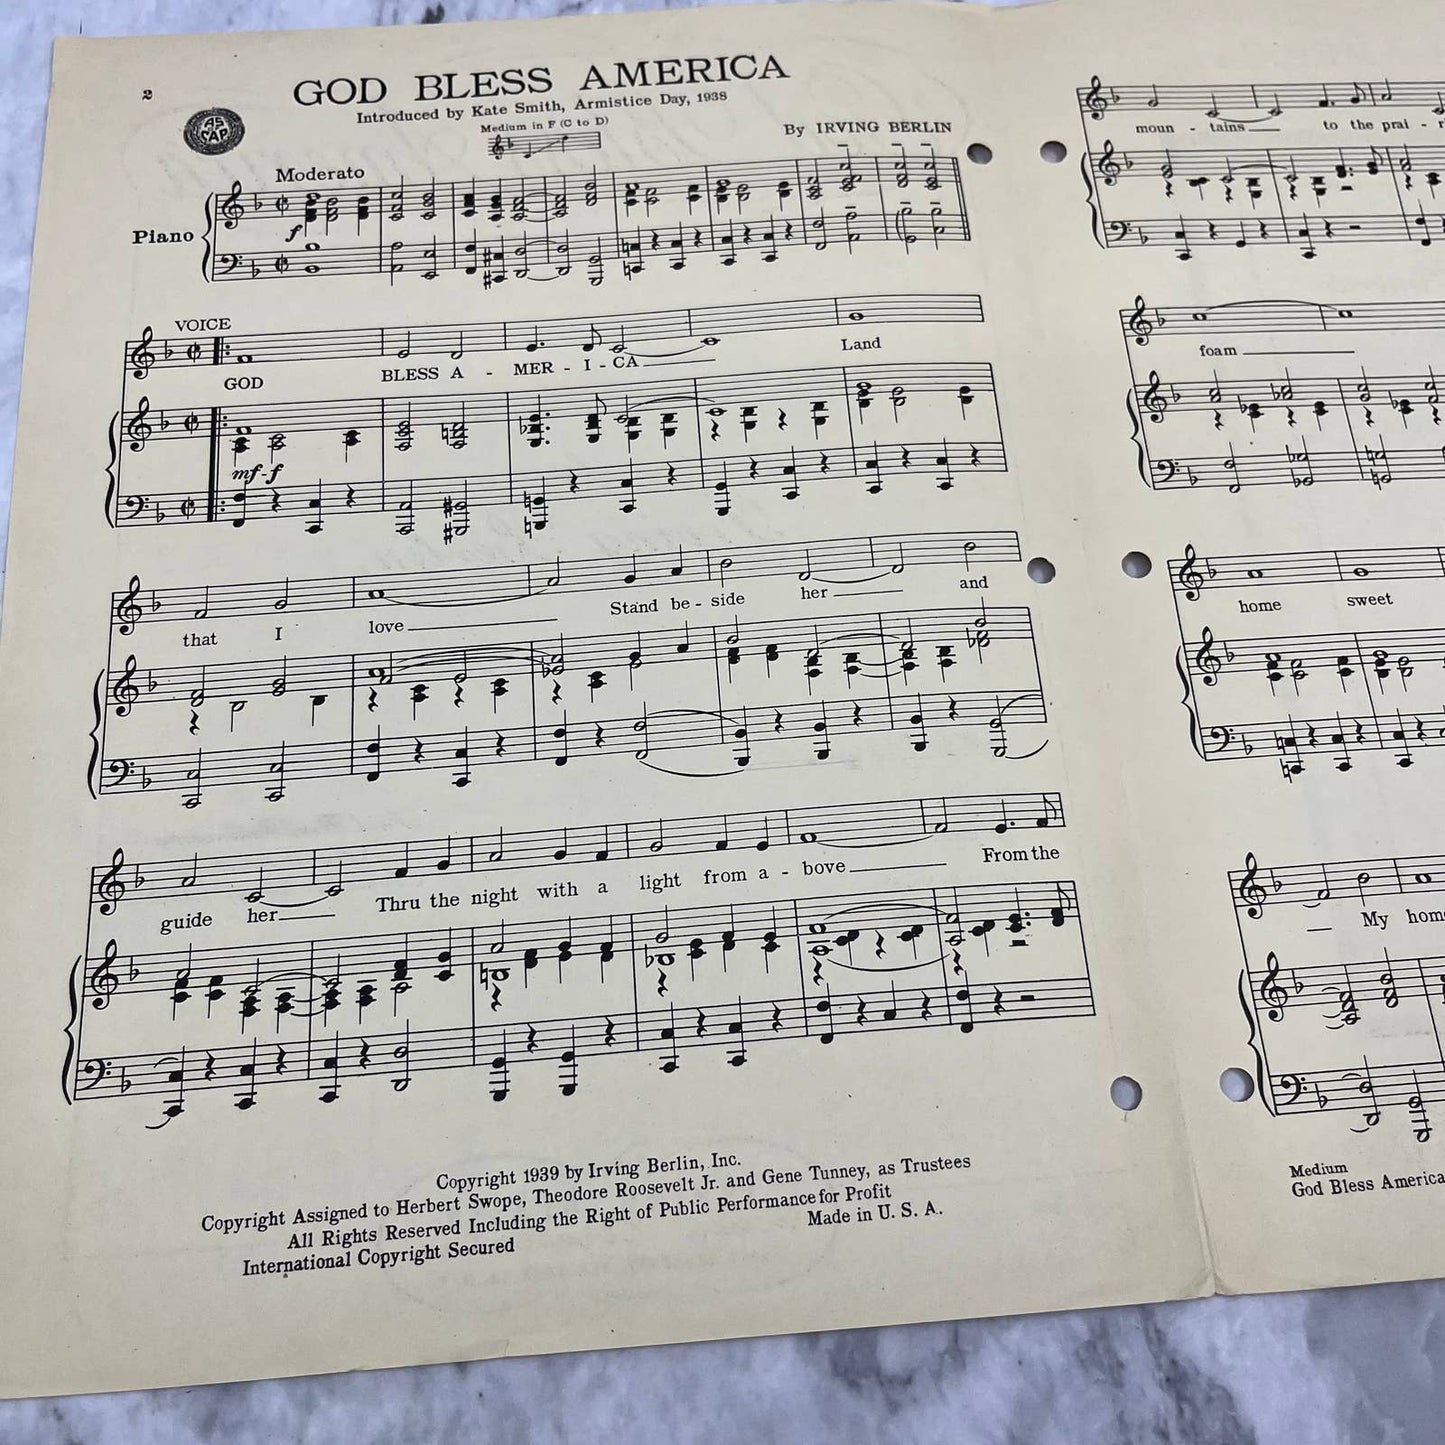 2
GOD BLESS AMERICA
Introduced by Kate Smith, Armistice Day, 1938
Medium in F (C to D)
AS
CAP
By IRVING BERLIN
Moderato
Piano
f
VOICE
GOD BLESS A - MER - I - CA Land
mf-f
that I love Stand be - side her and
guide her Thru the night with a light from a - bove From the
Copyright 1939 by Irving Berlin, Inc.
Copyright Assigned to Herbert Swope, Theodore Roosevelt Jr. and Gene Tunney, as Trustees
All Rights Reserved Including the Right of Public Performance for Profit
International Copyright Secured Made in U. S. A.
moun - tains to the prai -
foam
home sweet
My
Medium
God Bless America